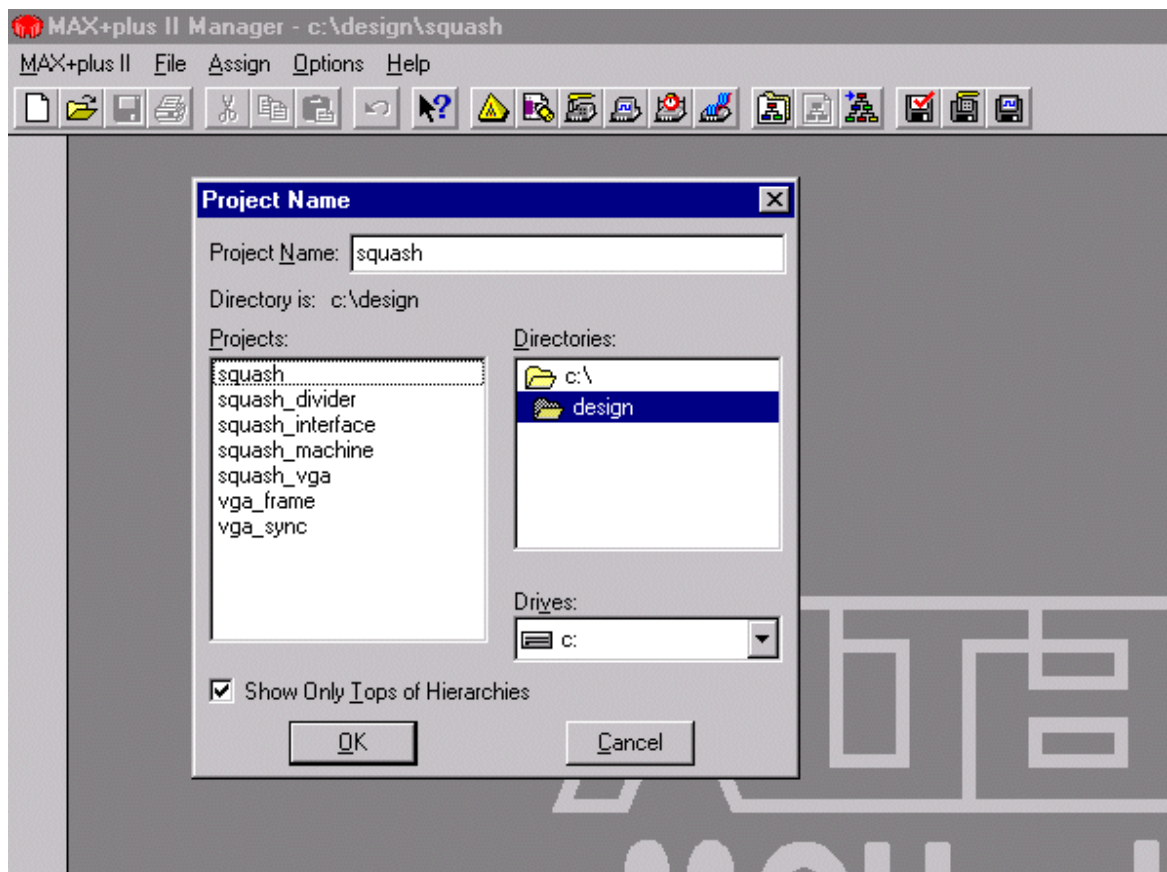 MAX+plus II Manager - c:\design\squash
MAX+plus II File Assign Options Help
Project Name
Project Name: squash
Directory is: c:\design
Projects:
squash
squash_divider
squash_interface
squash_machine
squash_vga
vga_frame
vga_sync
Directories:
c:\
design
Drives:
c:
Show Only Tops of Hierarchies
OK Cancel